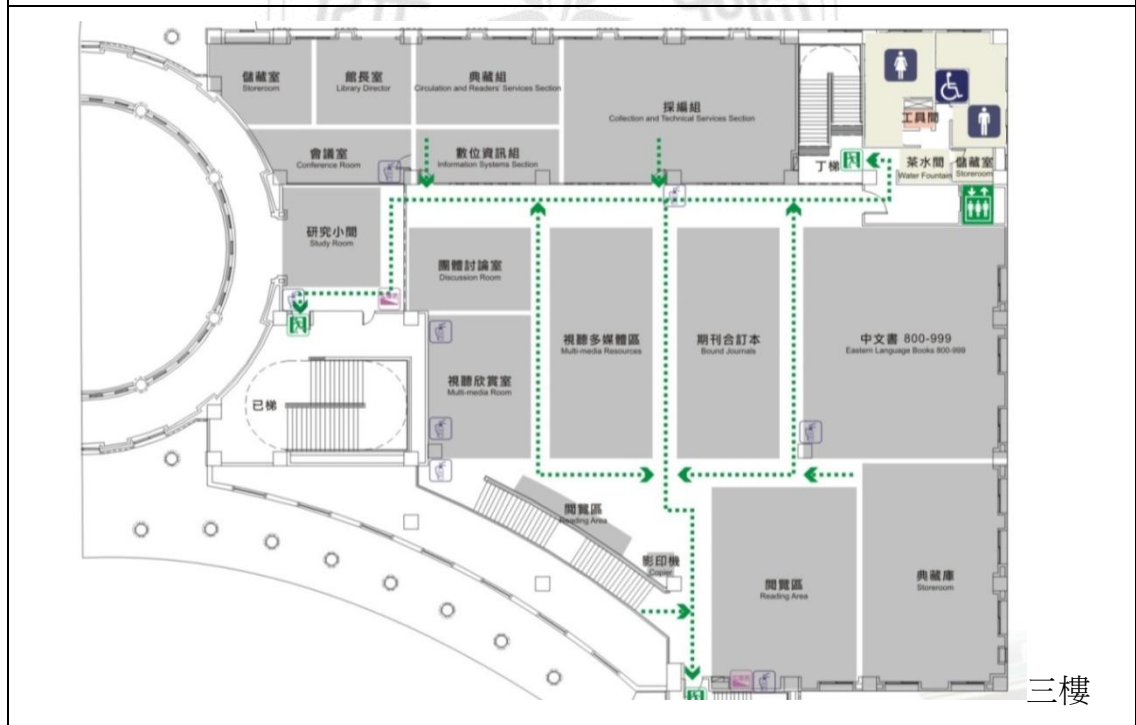 儲藏室
Storeroom
館長室
Library Director
典藏組
Circulation and Readers' Services Section
採編組
Collection and Technical Services Section
工具間
會議室
Conference Room
數位資訊組
Information Systems Section
丁梯
茶水間
Water Fountain
儲藏室
Storeroom
研究小間
Study Room
團體討論室
Discussion Room
視聽多媒體區
Multi-media Resources
期刊合訂本
Bound Journals
中文書 800-999
Eastern Language Books 800-999
視聽欣賞室
Multi-media Room
已梯
閱覽區
Reading Area
影印機
Copier
閱覽區
Reading Area
典藏庫
Storeroom
三樓